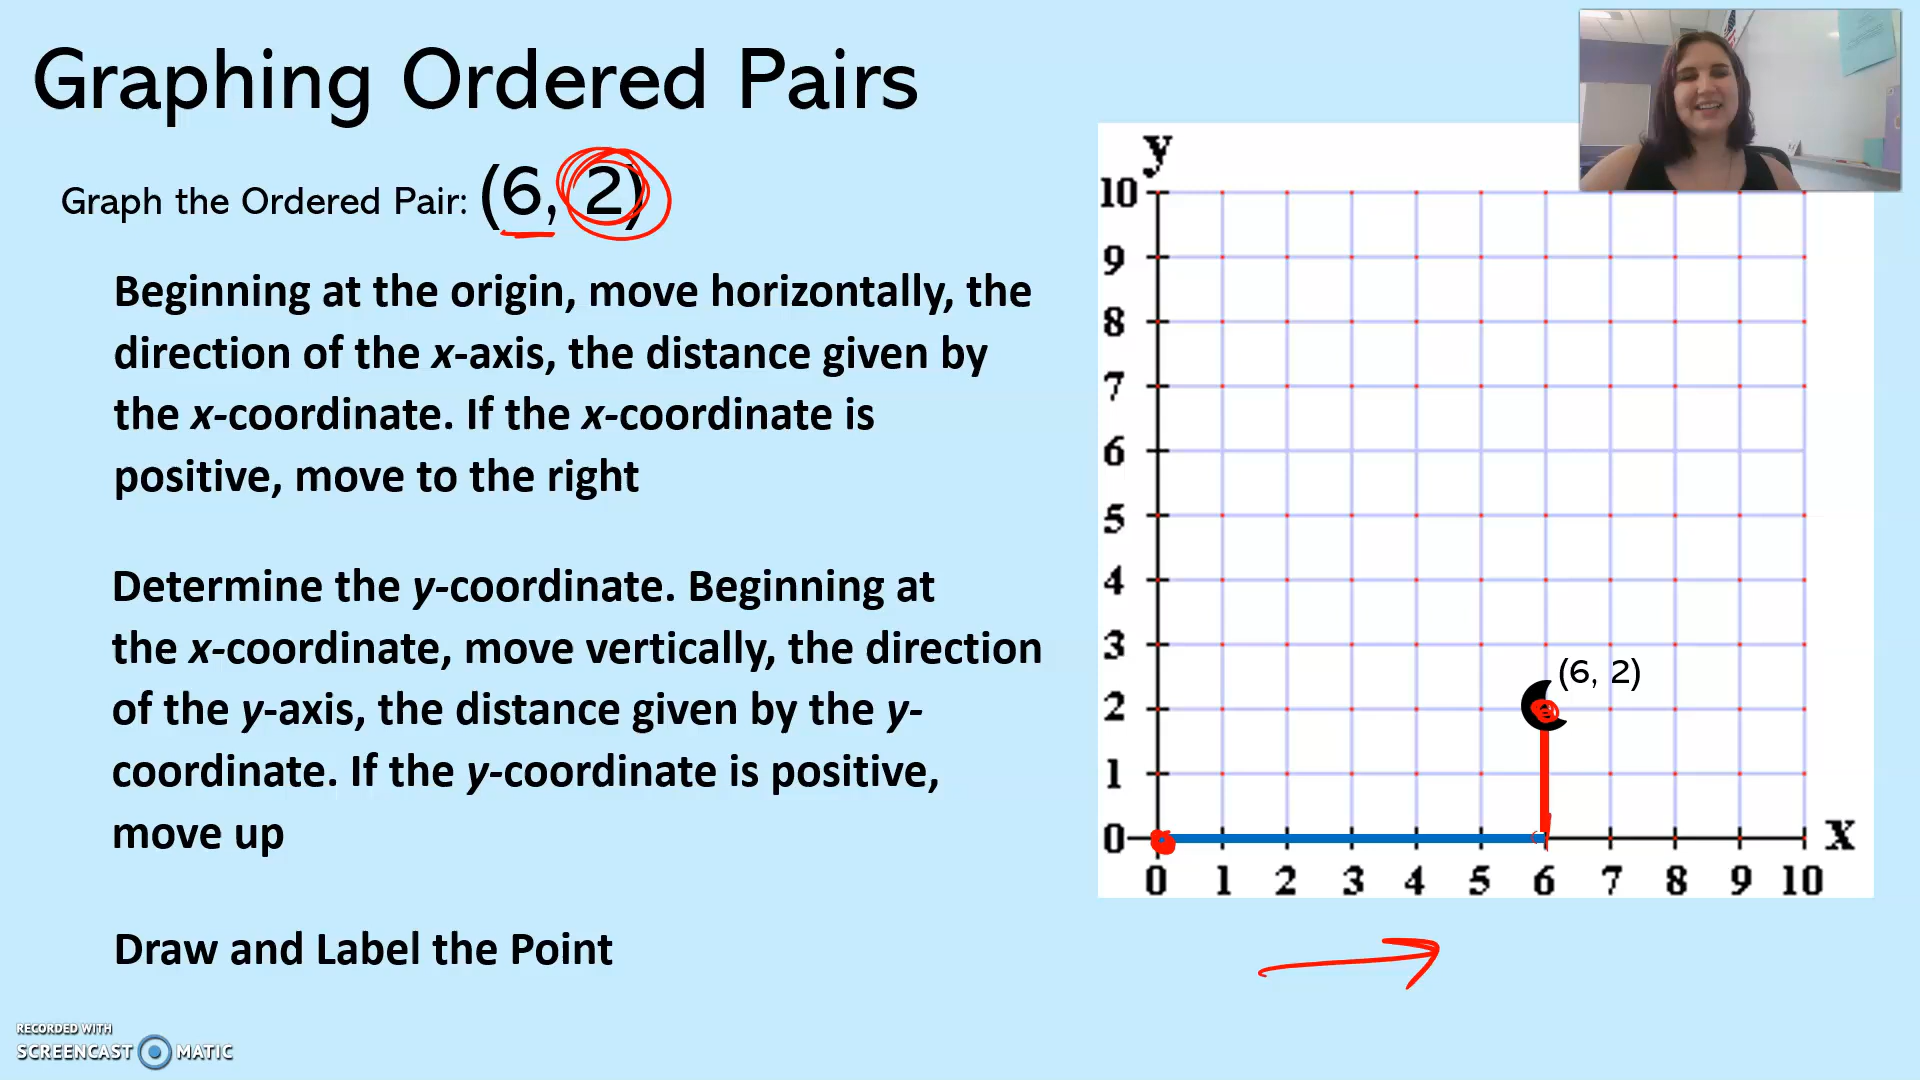 Graphing Ordered Pairs
Graph the Ordered Pair: (6, 2)
Beginning at the origin, move horizontally, the
direction of the x-axis, the distance given by
the x-coordinate. If the x-coordinate is
positive, move to the right
Determine the y-coordinate. Beginning at
the x-coordinate, move vertically, the direction
of the y-axis, the distance given by the y-
coordinate. If the y-coordinate is positive,
move up
Draw and Label the Point
y
10
9
8
7
6
5
4
3
(6, 2)
2
1
0
x
0 1 2 3 4 5 6 7 8 9 10
RECORDED WITH
SCREENCAST MATIC